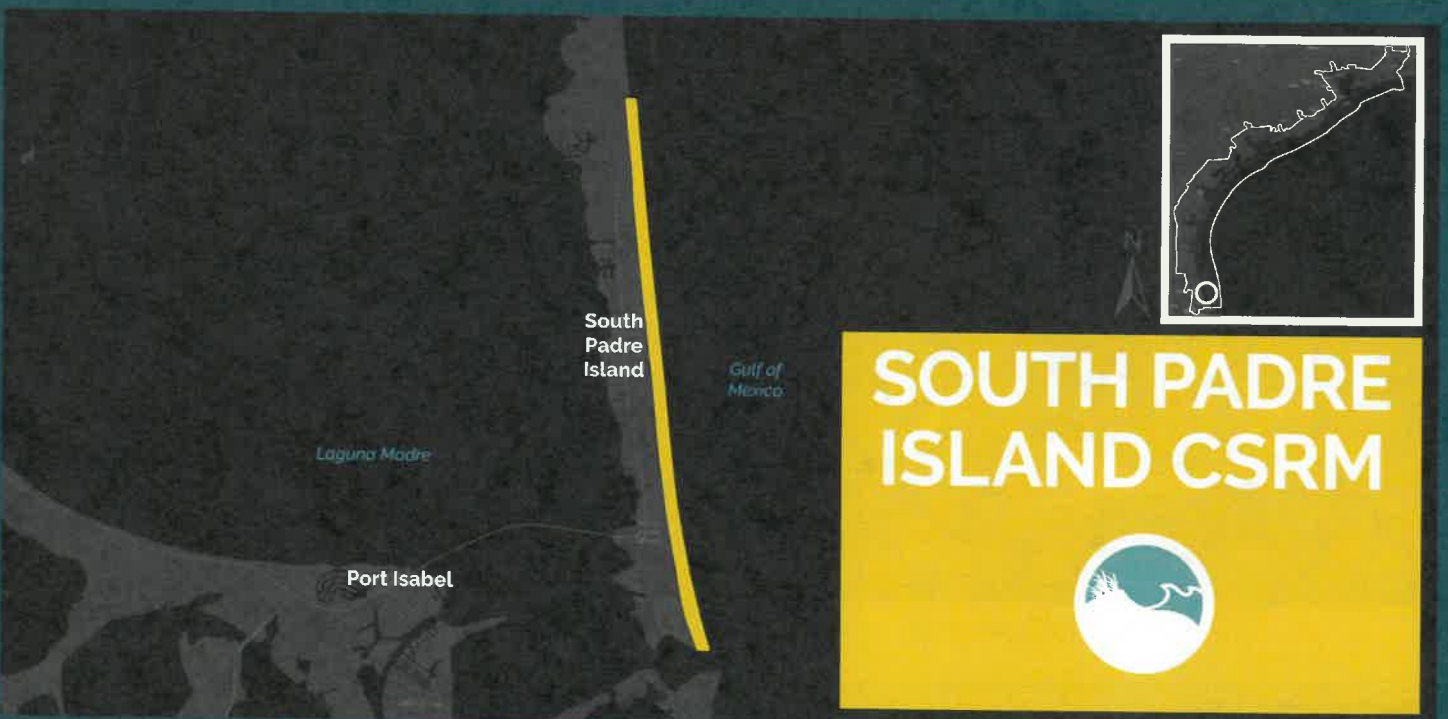 N
South
Padre
Island
Gulf of
Mexico
Laguna Madre
Port Isabel
SOUTH PADRE
ISLAND CSRM